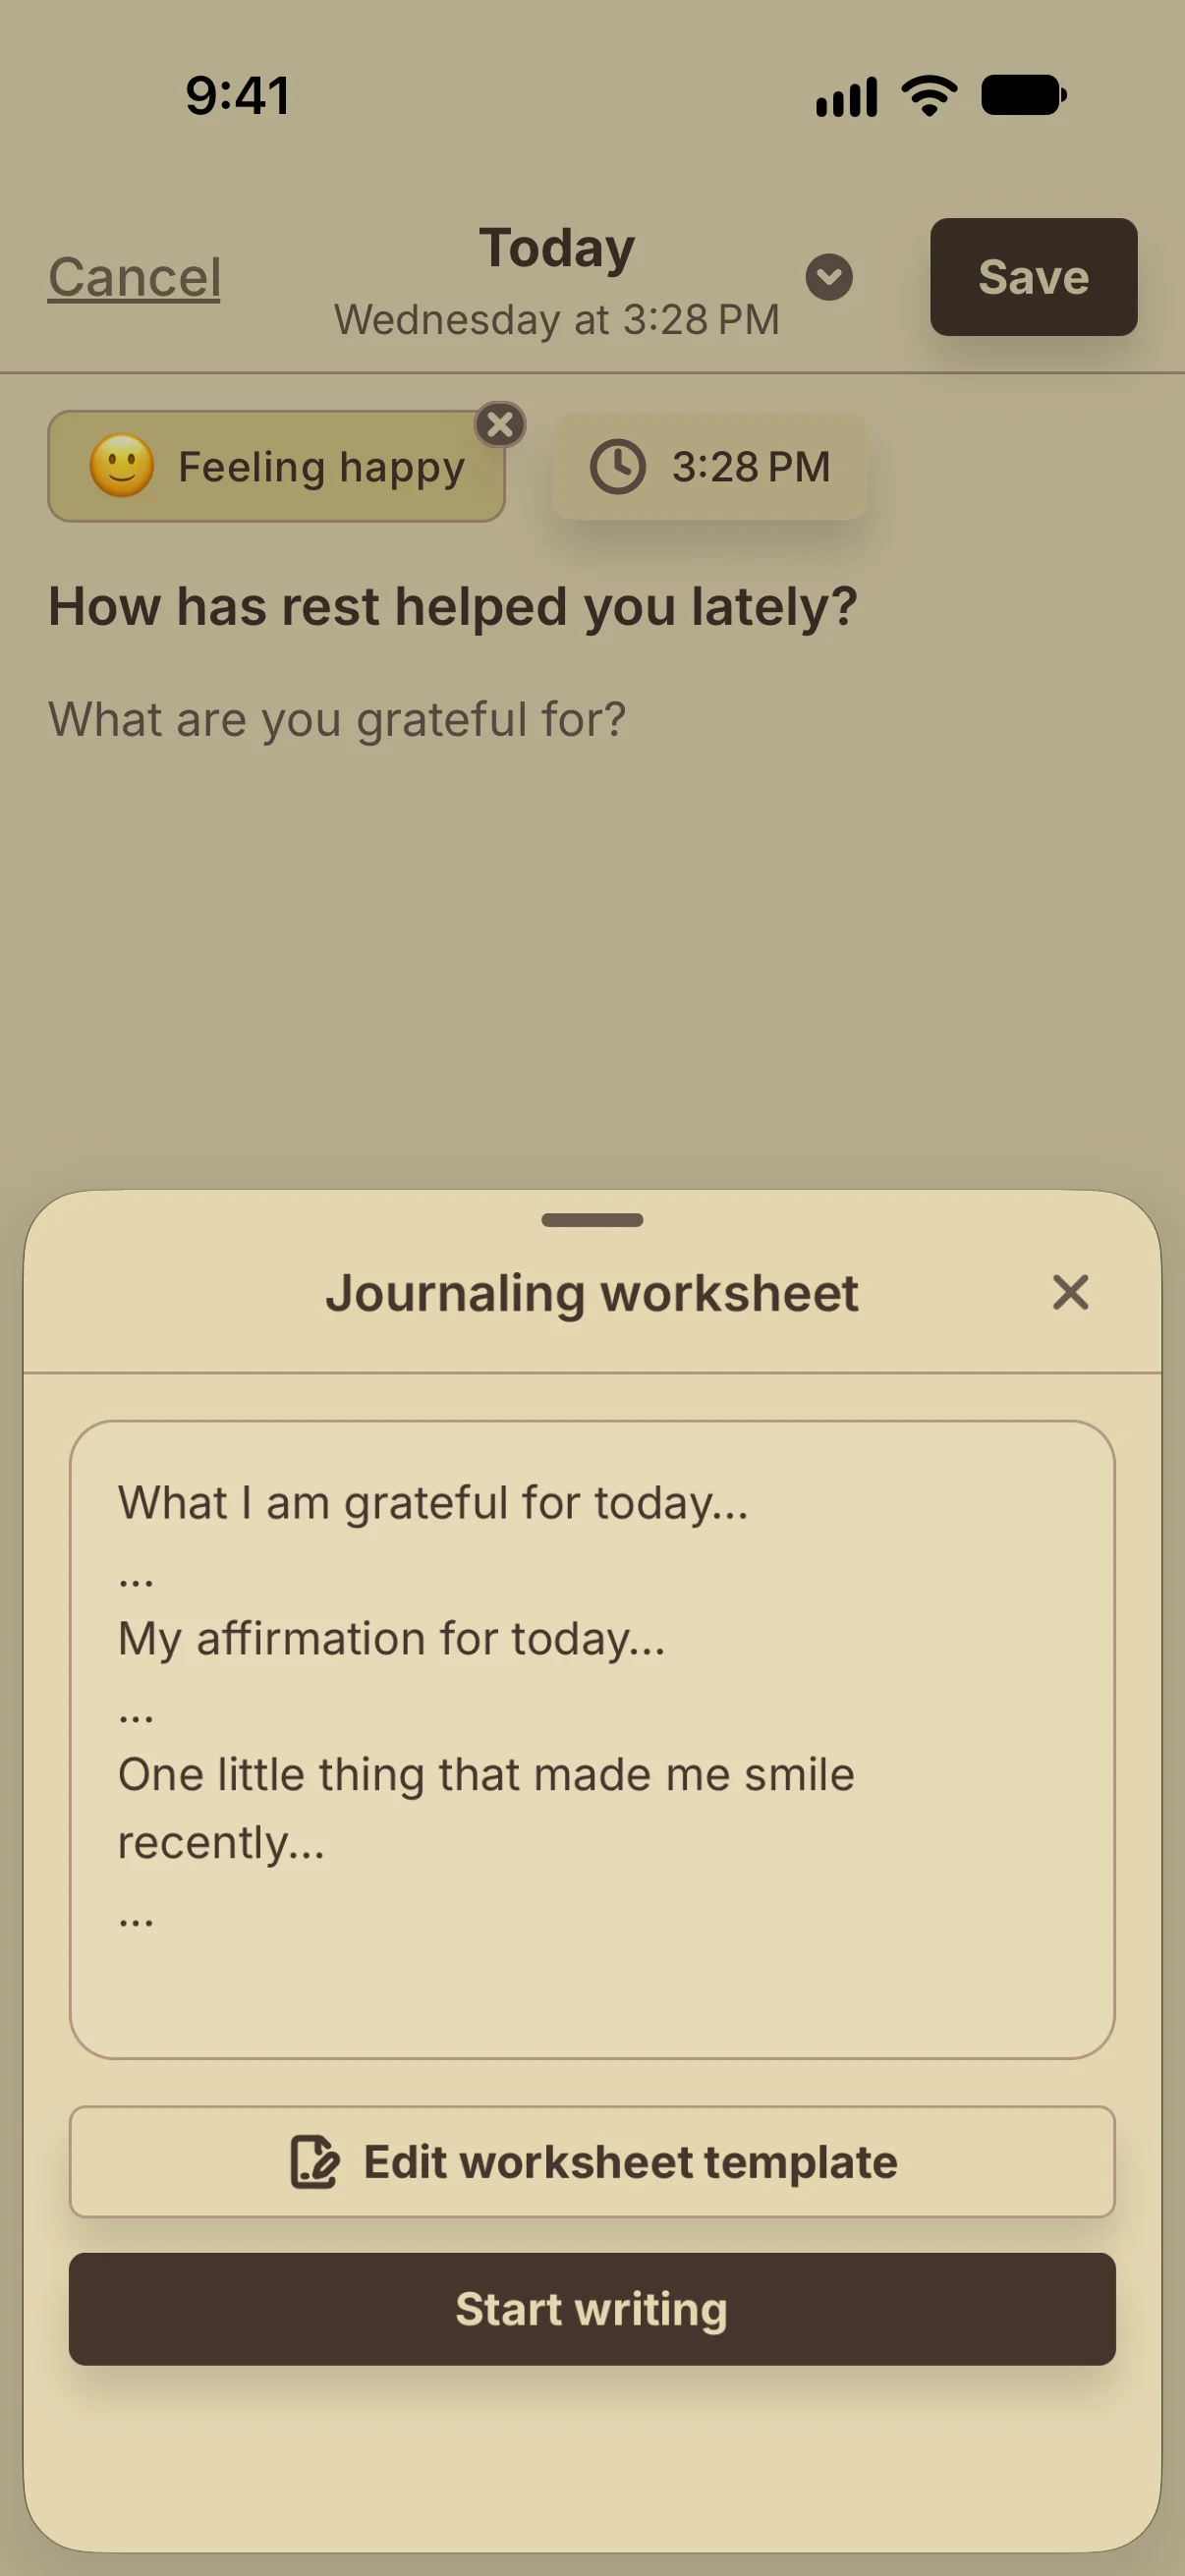 9:41
Cancel
Today
Wednesday at 3:28 PM
Save
Feeling happy
3:28 PM
How has rest helped you lately?
What are you grateful for?
Journaling worksheet
What I am grateful for today...
...
My affirmation for today...
...
One little thing that made me smile
recently...
...
Edit worksheet template
Start writing